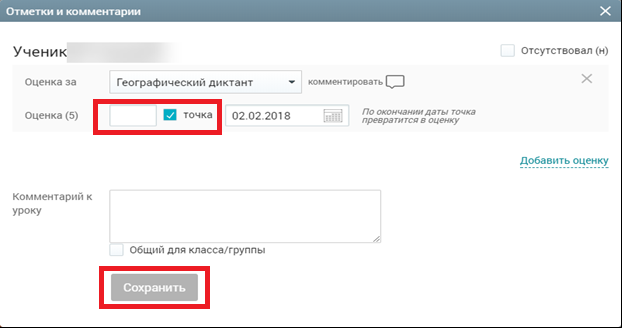 Отметки и комментарии
Ученик
Отсутствовал (н)
Оценка за Географический диктант комментировать
Оценка (5) точка 02.02.2018 По окончании даты точка
превратится в оценку
Добавить оценку
Комментарий к
уроку
Общий для класса/группы
Сохранить